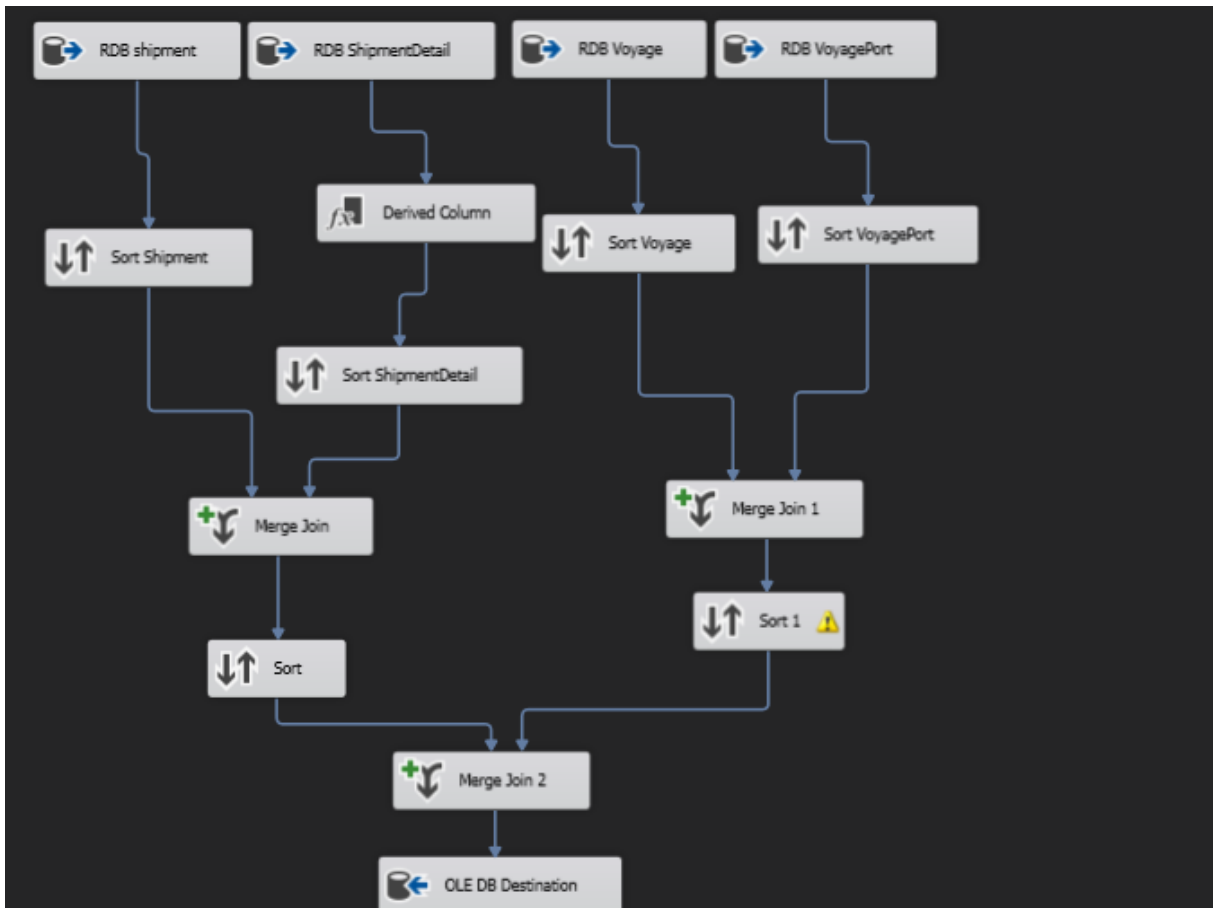 RDB shipment
RDB ShipmentDetail
RDB Voyage
RDB VoyagePort
Derived Column
Sort Shipment
Sort Voyage
Sort VoyagePort
Sort ShipmentDetail
Merge Join
Merge Join 1
Sort
Sort 1
Merge Join 2
OLE DB Destination